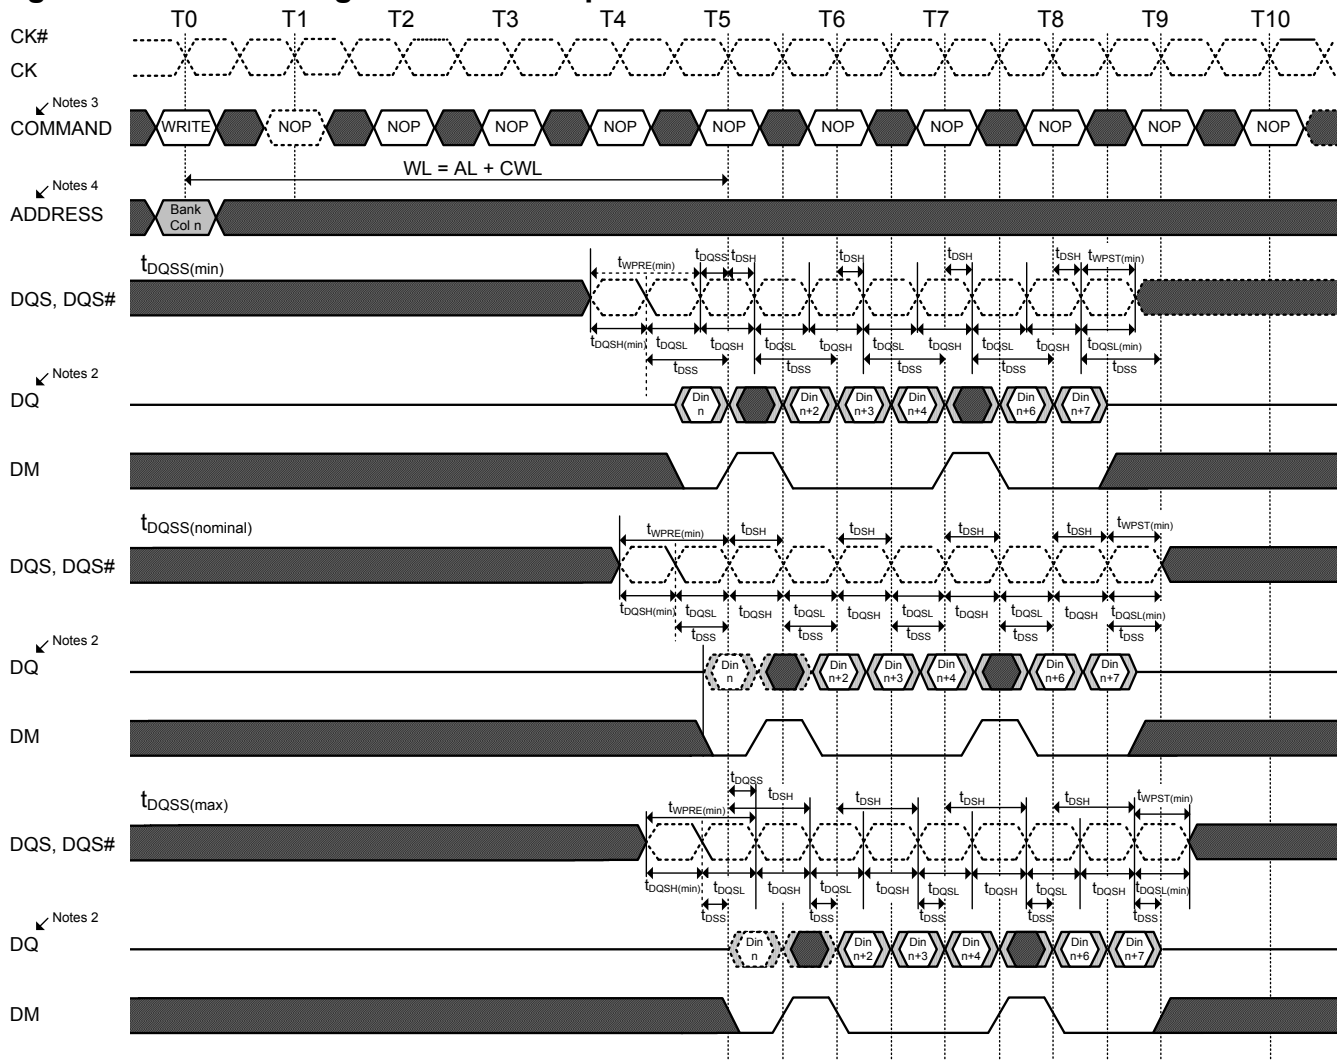 T0 T1 T2 T3 T4 T5 T6 T7 T8 T9 T10
CK#
CK
Notes 3
COMMAND WRITE NOP NOP NOP NOP NOP NOP NOP NOP NOP NOP
WL = AL + CWL
Notes 4
ADDRESS Bank Col n
tDQSS(min) tWPRE(min) tDQSS tDSH tDSH tDSH tDSH tWPST(min)
DQS, DQS#
tDQSH(min) tDQSL tDQSH tDQSL tDQSH tDQSL tDQSH tDQSL tDQSH tDQSL(min)
tDSS tDSS tDSS tDSS tDSS
Notes 2
DQ Din n Din n+2 Din n+3 Din n+4 Din n+6 Din n+7
DM
tDQSS(nominal) tWPRE(min) tDSH tDSH tDSH tDSH tWPST(min)
DQS, DQS#
tDQSH(min) tDQSL tDQSH tDQSL tDQSH tDQSL tDQSH tDQSL tDQSH tDQSL(min)
tDSS tDSS tDSS tDSS tDSS
Notes 2
DQ Din n Din n+2 Din n+3 Din n+4 Din n+6 Din n+7
DM
tDQSS
tDQSS(max) tWPRE(min) tDSH tDSH tDSH tDSH tWPST(min)
DQS, DQS#
tDQSH(min) tDQSL tDQSH tDQSL tDQSH tDQSL tDQSH tDQSL tDQSH tDQSL(min)
tDSS tDSS tDSS tDSS tDSS
Notes 2
DQ Din n Din n+2 Din n+3 Din n+4 Din n+6 Din n+7
DM